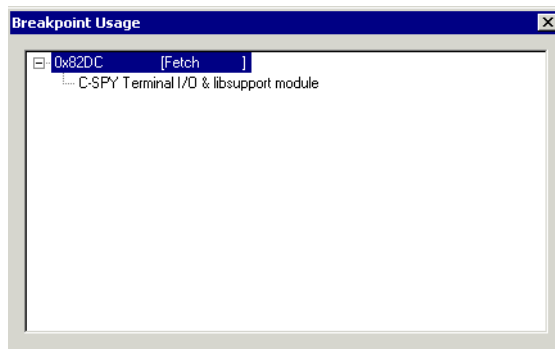 Breakpoint Usage
0x82DC [Fetch ]
C-SPY Terminal I/O & libsupport module